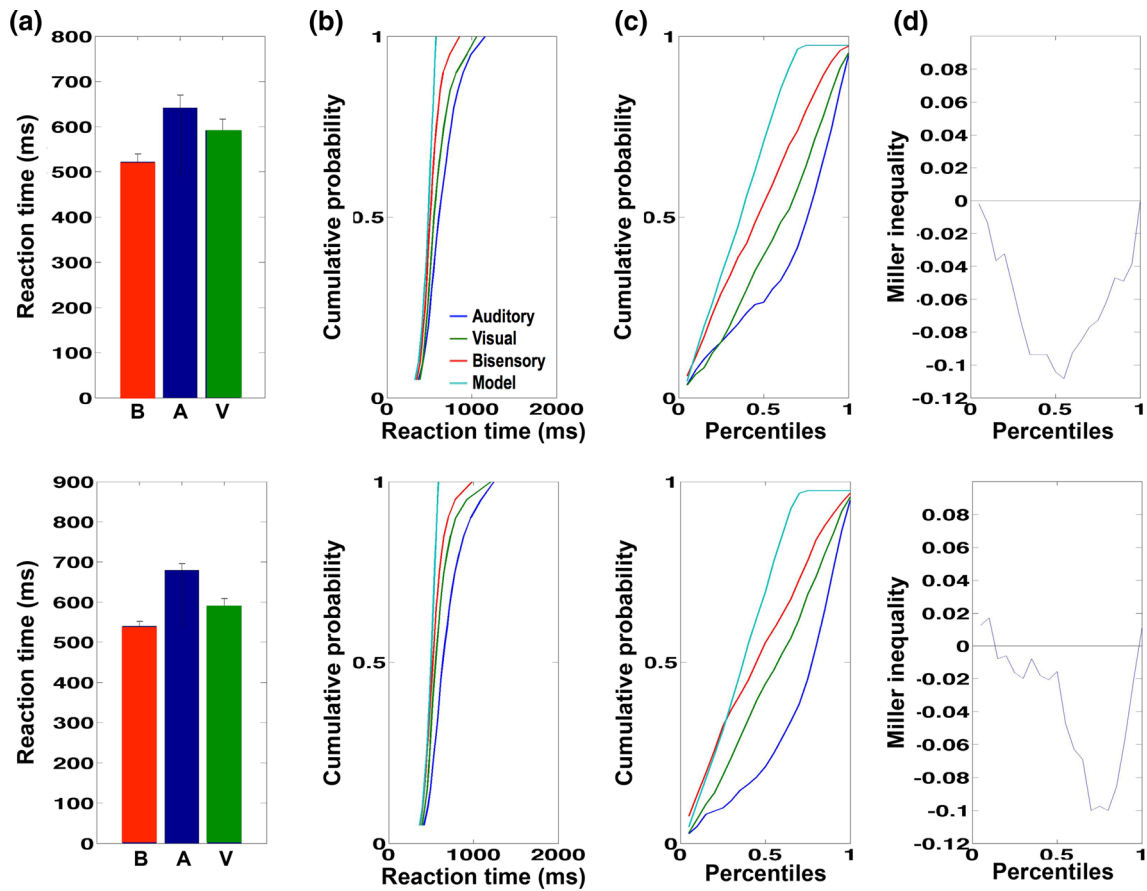 (a)
Reaction time (ms)
800
700
600
500
400
300
200
100
0
B A V
(b)
Cumulative probability
1
0.5
0
0 1000 2000
Reaction time (ms)
Auditory
Visual
Bisensory
Model
(c)
Cumulative probability
1
0.5
0
0 0.5 1
Percentiles
(d)
Miller inequality
0.08
0.06
0.04
0.02
0
-0.02
-0.04
-0.06
-0.08
-0.1
-0.12
0 0.5 1
Percentiles
Reaction time (ms)
900
800
700
600
500
400
300
200
100
0
B A V
Cumulative probability
1
0.5
0
0 1000 2000
Reaction time (ms)
Cumulative probability
1
0.5
0
0 0.5 1
Percentiles
Miller inequality
0.08
0.06
0.04
0.02
0
-0.02
-0.04
-0.06
-0.08
-0.1
-0.12
0 0.5 1
Percentiles